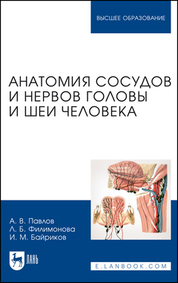 ВЫСШЕЕ ОБРАЗОВАНИЕ
АНАТОМИЯ СОСУДОВ
И НЕРВОВ ГОЛОВЫ
И ШЕИ ЧЕЛОВЕКА
А. В. Павлов
Л. Б. Филимонова
И. М. Байриков
ЛАНЬ
E.LANBOOK.COM